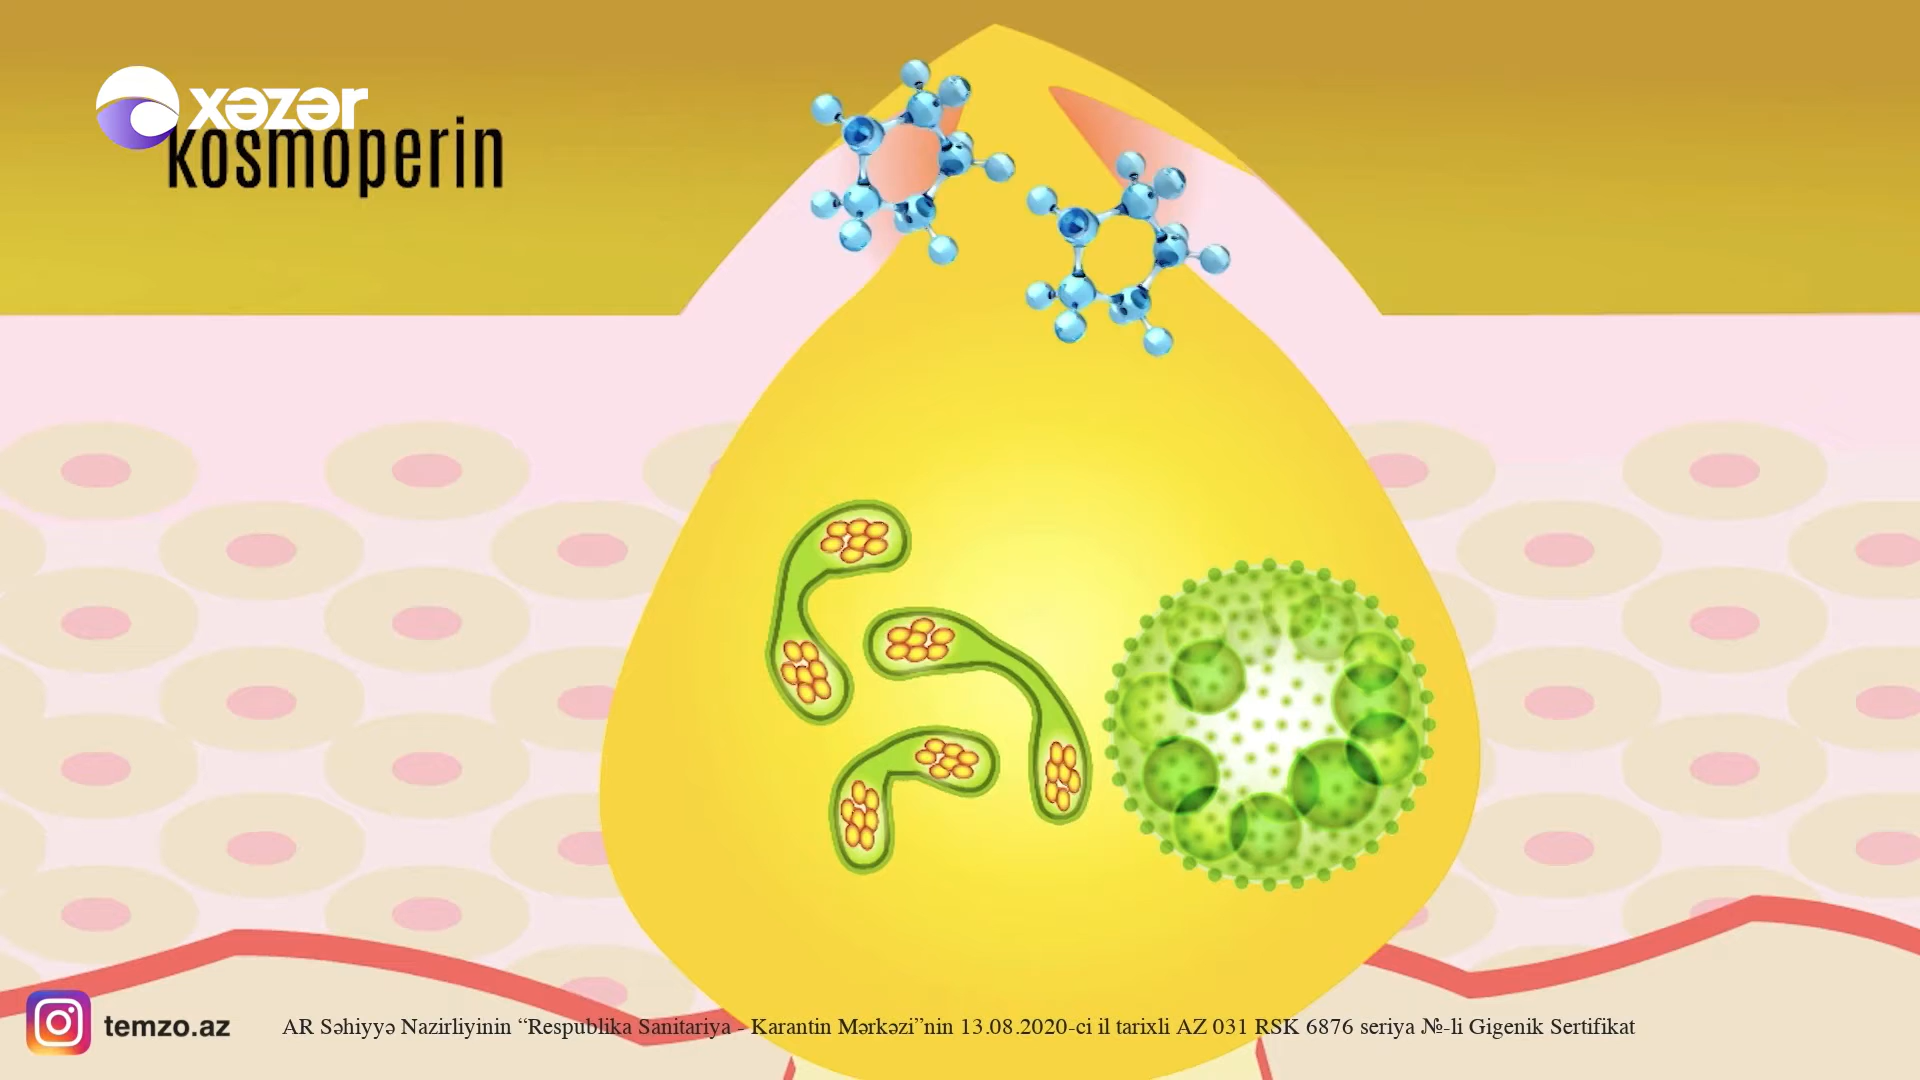 xəzər
kosmoperin
temzo.az
AR Səhiyyə Nazirliyinin “Respublika Sanitariya - Karantin Mərkəzi”nin 13.08.2020-ci il tarixli AZ 031 RSK 6876 seriya №-li Gigenik Sertifikat